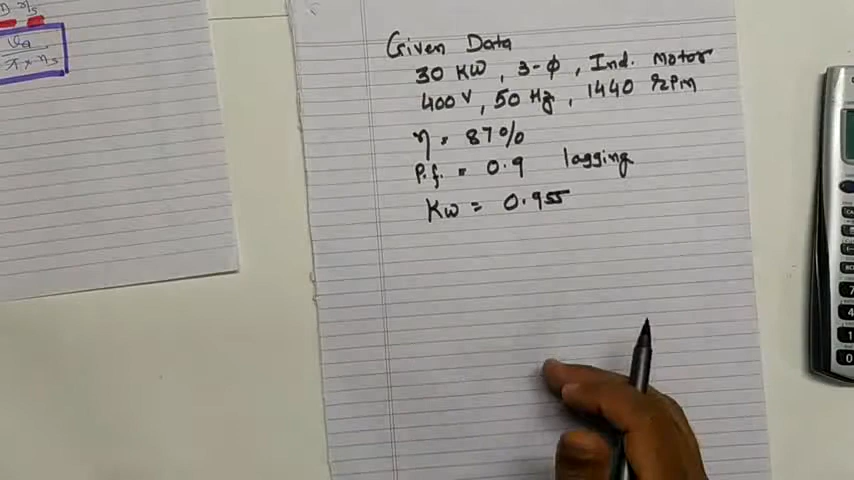 Given Data
30 KW, 3-ϕ, Ind. Motor
400 V, 50 Hz, 1440 rpm
η = 87%
P.f. = 0.9 lagging
Kw = 0.955